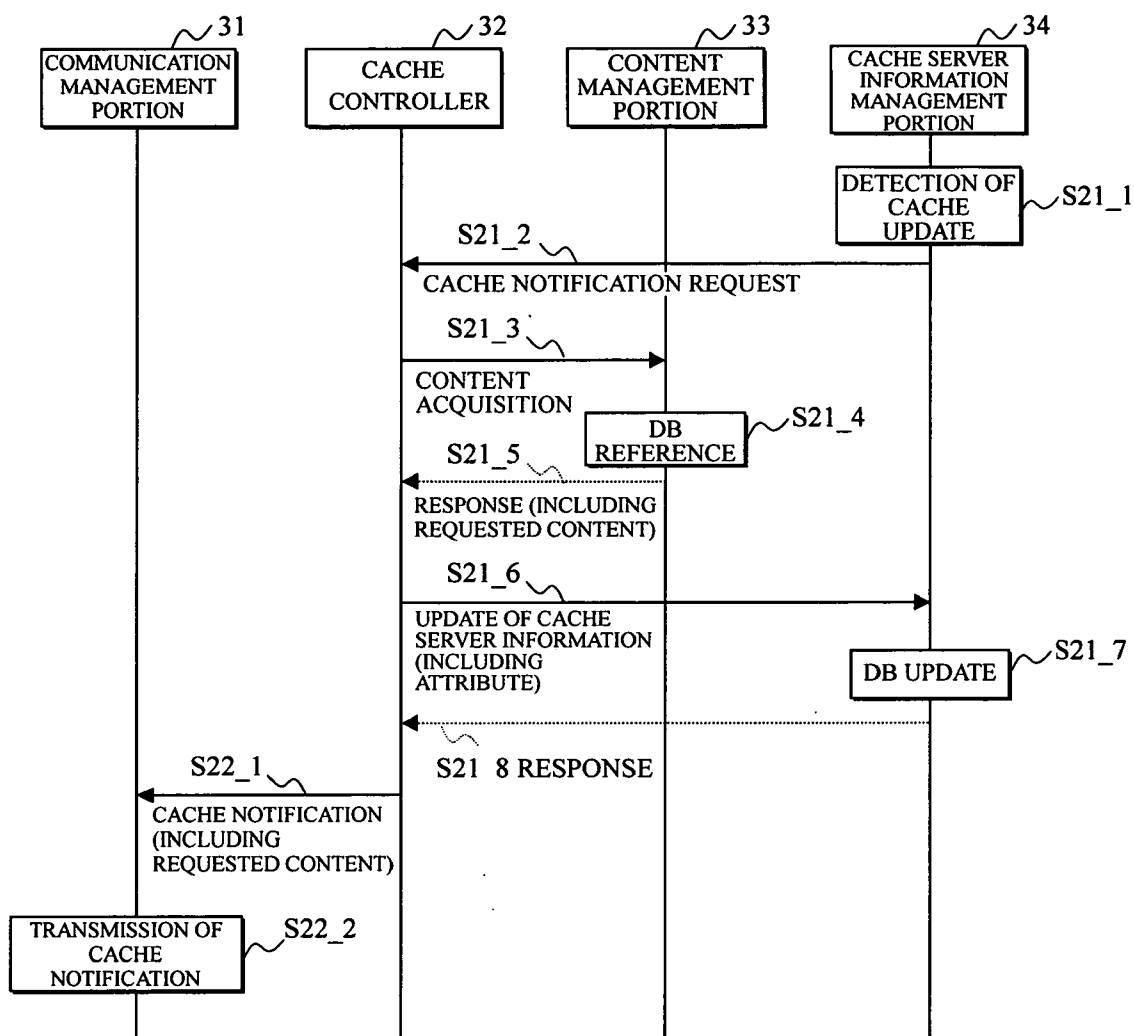 31
32
33
34
COMMUNICATION
MANAGEMENT
PORTION
CACHE
CONTROLLER
CONTENT
MANAGEMENT
PORTION
CACHE SERVER
INFORMATION
MANAGEMENT
PORTION
DETECTION OF
CACHE
UPDATE
S21_1
S21_2
CACHE NOTIFICATION REQUEST
S21_3
CONTENT
ACQUISITION
DB
REFERENCE
S21_4
S21_5
RESPONSE (INCLUDING
REQUESTED CONTENT)
S21_6
UPDATE OF CACHE
SERVER INFORMATION
(INCLUDING
ATTRIBUTE)
DB UPDATE
S21_7
S21 8 RESPONSE
S22_1
CACHE NOTIFICATION
(INCLUDING
REQUESTED CONTENT)
TRANSMISSION OF
CACHE
NOTIFICATION
S22_2